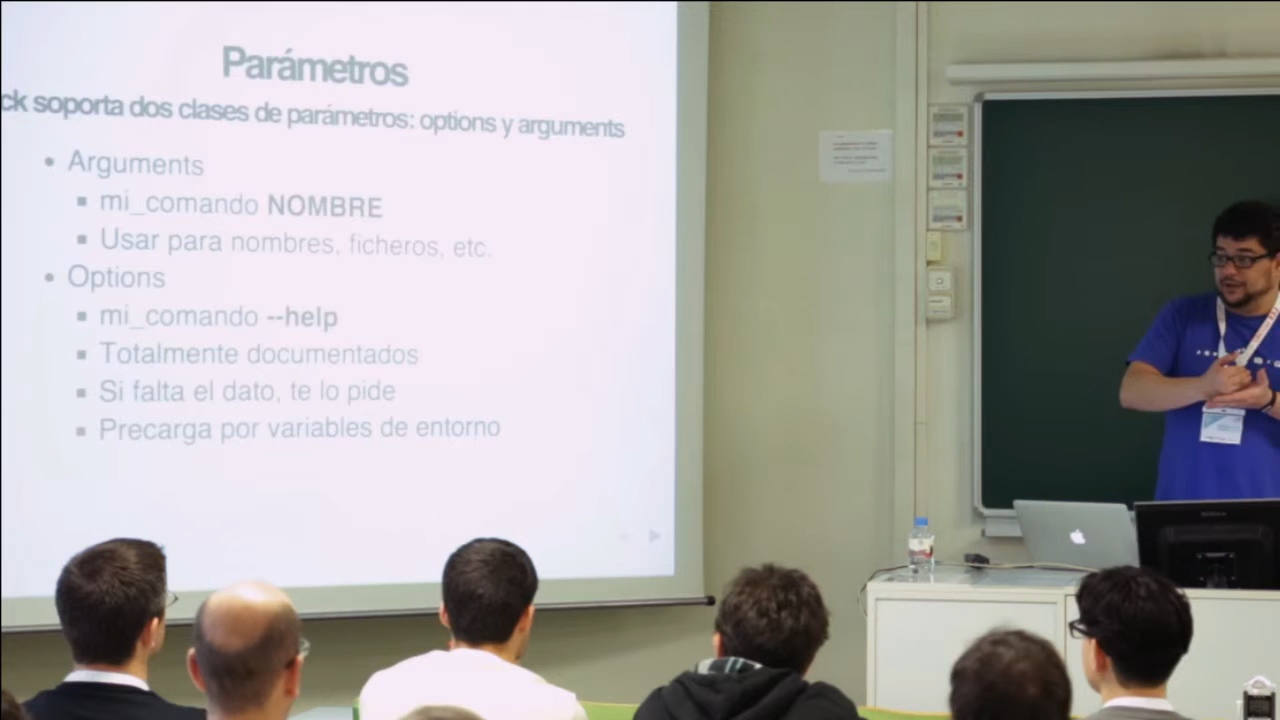 Parámetros
ck soporta dos clases de parámetros: options y arguments
Arguments
mi_comando NOMBRE
Usar para nombres, ficheros, etc.
Options
mi_comando --help
Totalmente documentados
Si falta el dato, te lo pide
Precarga por variables de entorno